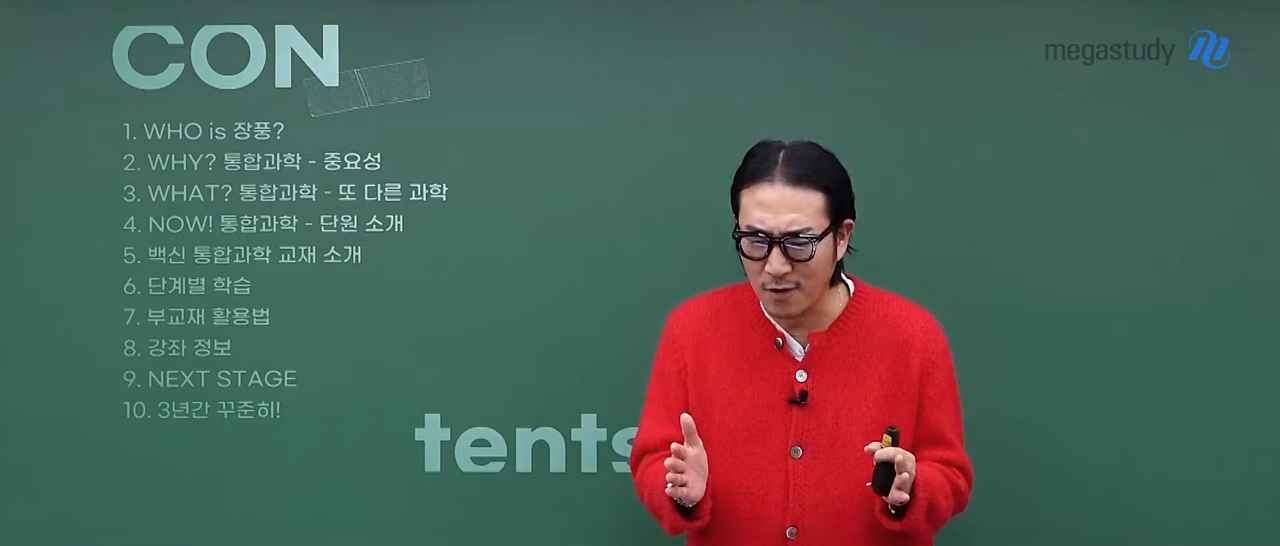 CON
megastudy
1. WHO is 장풍?
2. WHY? 통합과학 - 중요성
3. WHAT? 통합과학 - 또 다른 과학
4. NOW! 통합과학 - 단원 소개
5. 백신 통합과학 교재 소개
6. 단계별 학습
7. 부교재 활용법
8. 강좌 정보
9. NEXT STAGE
10. 3년간 꾸준히!
tents